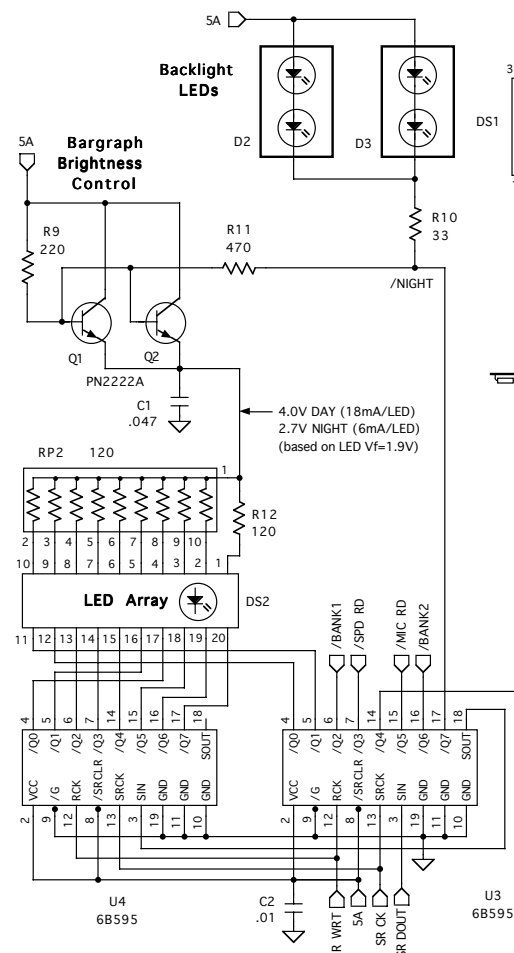 5A
Backlight
LEDs
D2
D3
3
DS1
5A
Bargraph
Brightness
Control
R9
220
R11
470
R10
33
/NIGHT
Q1
Q2
PN2222A
C1
.047
4.0V DAY (18mA/LED)
2.7V NIGHT (6mA/LED)
(based on LED Vf=1.9V)
RP2 120
1
R12
120
2 3 4 5 6 7 8 9 10
10 9 8 7 6 5 4 3 2 1
LED Array
DS2
11 12 13 14 15 16 17 18 19 20
/BANK1
/SPD RD
/MIC RD
/BANK2
4 5 6 7 14 15 16 17 18
/Q0 /Q1 /Q2 /Q3 /Q4 /Q5 /Q6 /Q7 SOUT
VCC /G RCK /SRCLR SRCK SIN GND GND GND
2 9 12 8 13 3 19 11 10
4 5 6 7 14 15 16 17 18
/Q0 /Q1 /Q2 /Q3 /Q4 /Q5 /Q6 /Q7 SOUT
VCC /G RCK /SRCLR SRCK SIN GND GND GND
2 9 12 8 13 3 19 11 10
U4
6B595
C2
.01
R WRT
5A
SR CK
SR DOUT
U3
6B595